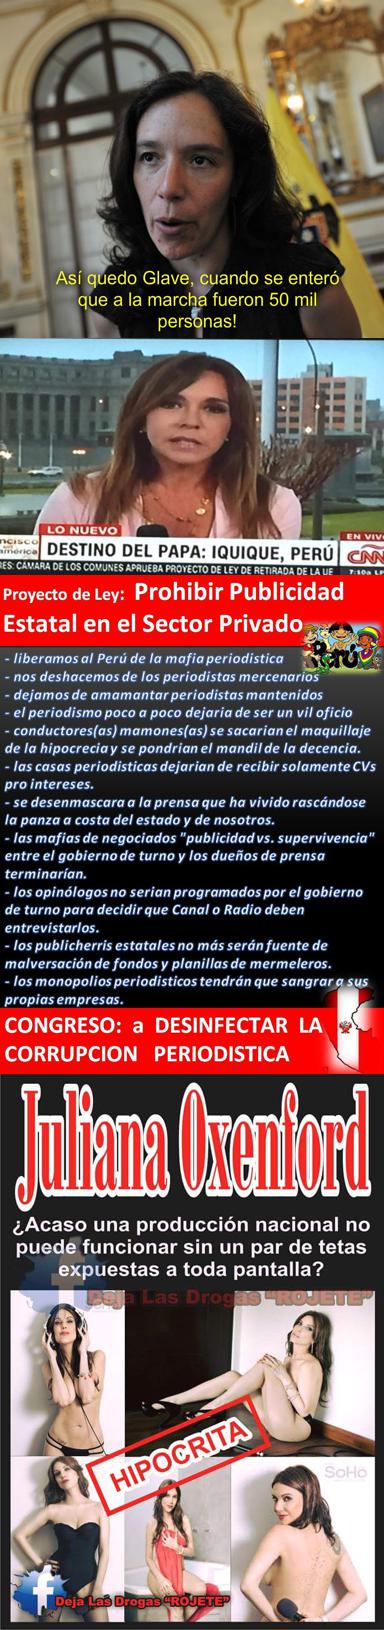 Así quedo Glave, cuando se enteró
que a la marcha fueron 50 mil
personas!
LO NUEVO
EN VIVO
DESTINO DEL PAPA: IQUIQUE, PERÚ
CNN
RES: CÁMARA DE LOS COMUNES APRUEBA PROYECTO DE LEY DE RETIRADA DE LA UE
Proyecto de Ley: Prohibir Publicidad
Estatal en el Sector Privado
PERÚ
- liberamos al Perú de la mafia periodistica
- nos deshacemos de los periodistas mercenarios
- dejamos de amamantar periodistas mantenidos
- el periodismo poco a poco dejaria de ser un vil oficio
- conductores(as) mamones(as) se sacarian el maquillaje
de la hipocrecia y se pondrian el mandil de la decencia.
- las casas periodisticas dejarian de recibir solamente CVs
pro intereses.
- se desenmascara a la prensa que ha vivido rascándose
la panza a costa del estado y de nosotros.
- las mafias de negociados "publicidad vs. supervivencia"
entre el gobierno de turno y los dueños de prensa
terminarían.
- los opinólogos no serian programados por el gobierno
de turno para decidir que Canal o Radio deben
entrevistarlos.
- los publicherris estatales no más serán fuente de
malversación de fondos y planillas de mermeleros.
- los monopolios periodisticos tendrán que sangrar a sus
propias empresas.
CONGRESO: a DESINFECTAR LA
CORRUPCION PERIODISTICA
Juliana Oxenford
¿Acaso una producción nacional no
puede funcionar sin un par de tetas
expuestas a toda pantalla?
Deja Las Drogas "ROJETE"
HIPOCRITA
SoHo
Deja Las Drogas "ROJETE"